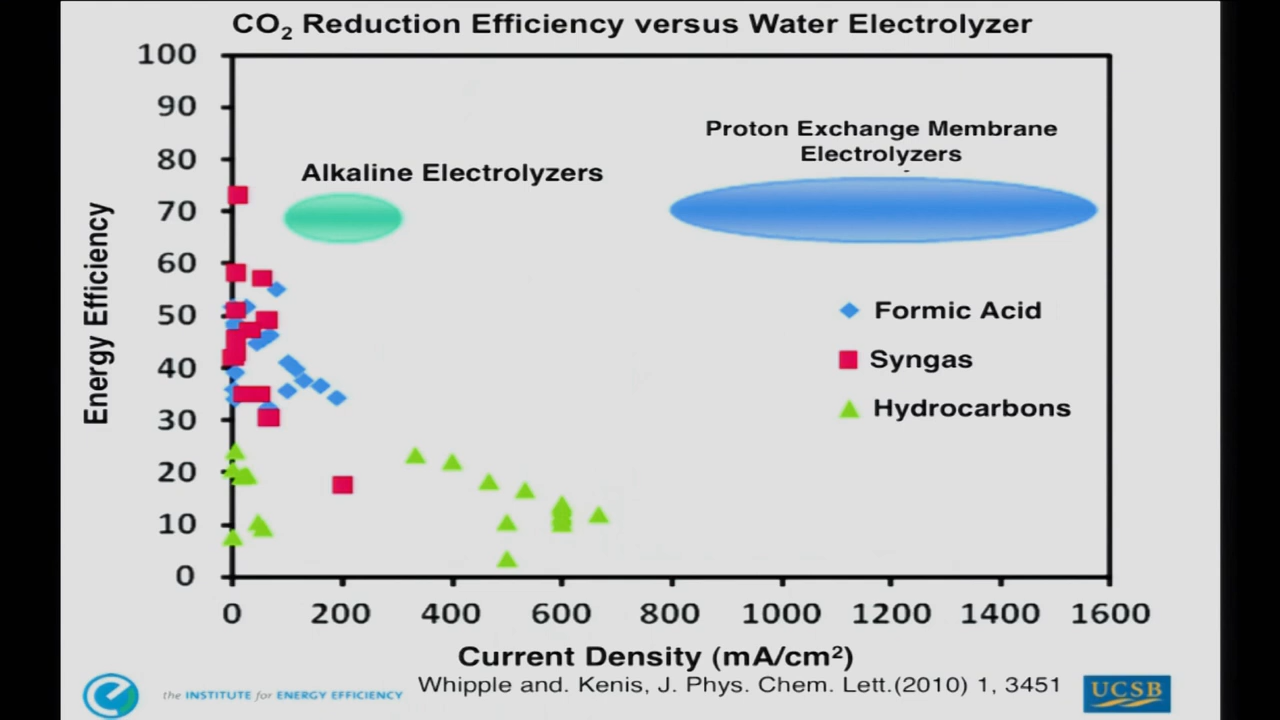 CO₂ Reduction Efficiency versus Water Electrolyzer
100
90
80
70
60
50
40
30
20
10
0
Energy Efficiency
Alkaline Electrolyzers
Proton Exchange Membrane
Electrolyzers
Formic Acid
Syngas
Hydrocarbons
0 200 400 600 800 1000 1200 1400 1600
Current Density (mA/cm²)
Whipple and. Kenis, J. Phys. Chem. Lett.(2010) 1, 3451
the INSTITUTE for ENERGY EFFICIENCY
UCSB